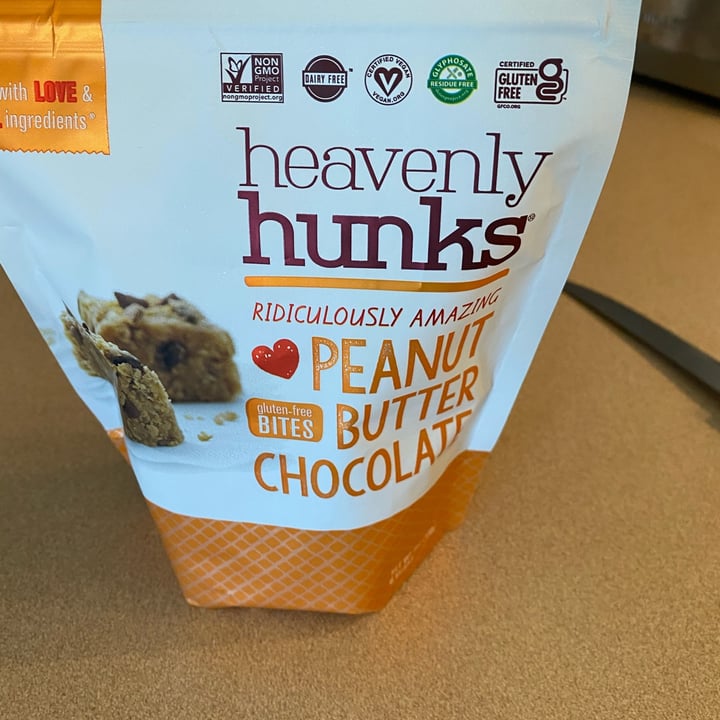 with LOVE &
ingredients®
NON
GMO
Project
VERIFIED
nongmoproject.org
DAIRY FREE™
CERTIFIED VEGAN
VEGAN.ORG
GLYPHOSATE
RESIDUE FREE
CERTIFIED
GLUTEN
FREE
GFCO.ORG
heavenly
hunks®
RIDICULOUSLY AMAZING
PEANUT
gluten-free
BITES
BUTTER
CHOCOLATE